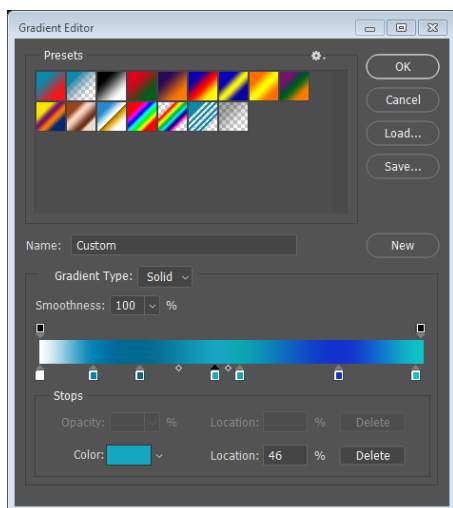 Gradient Editor
Presets
OK
Cancel
Load...
Save...
Name: Custom
New
Gradient Type: Solid
Smoothness: 100 %
Stops
Opacity: % Location: % Delete
Color: Location: 46 % Delete